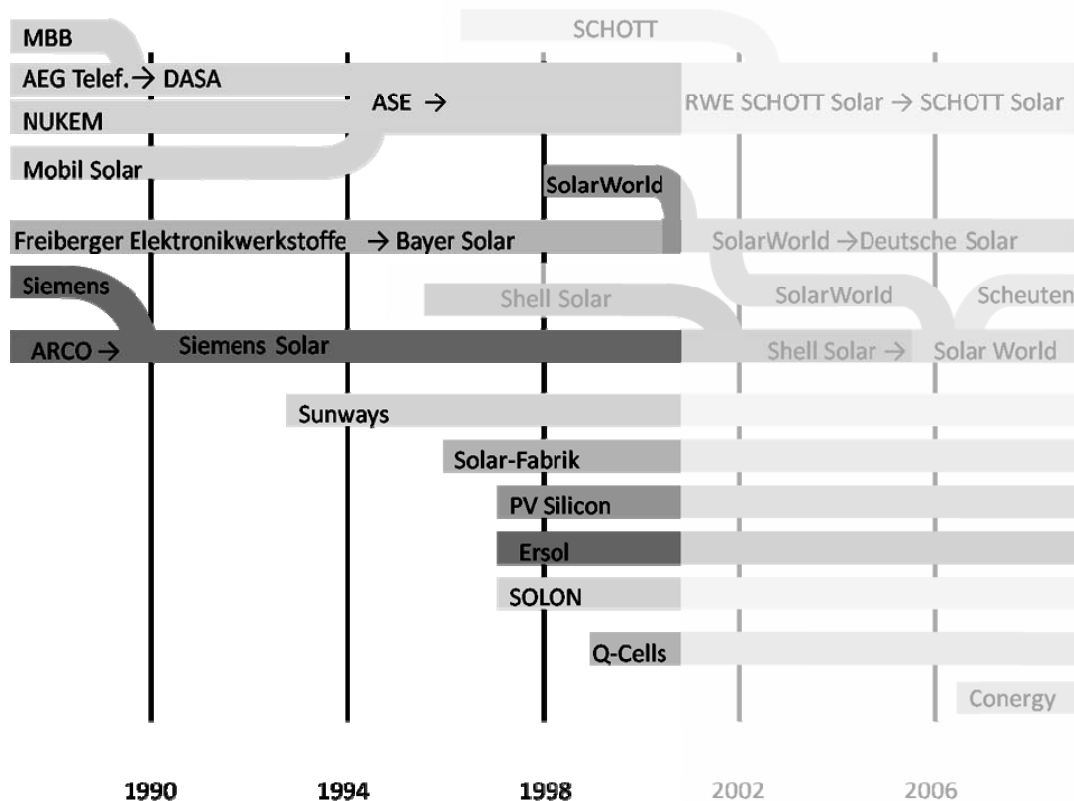 MBB
SCHOTT
AEG Telef. → DASA
ASE →
RWE SCHOTT Solar → SCHOTT Solar
NUKEM
Mobil Solar
SolarWorld
Freiberger Elektronikwerkstoffe → Bayer Solar
SolarWorld → Deutsche Solar
Siemens
Shell Solar
SolarWorld
Scheuten
ARCO →
Siemens Solar
Shell Solar →
Solar World
Sunways
Solar-Fabrik
PV Silicon
Ersol
SOLON
Q-Cells
Conergy
1990 1994 1998 2002 2006